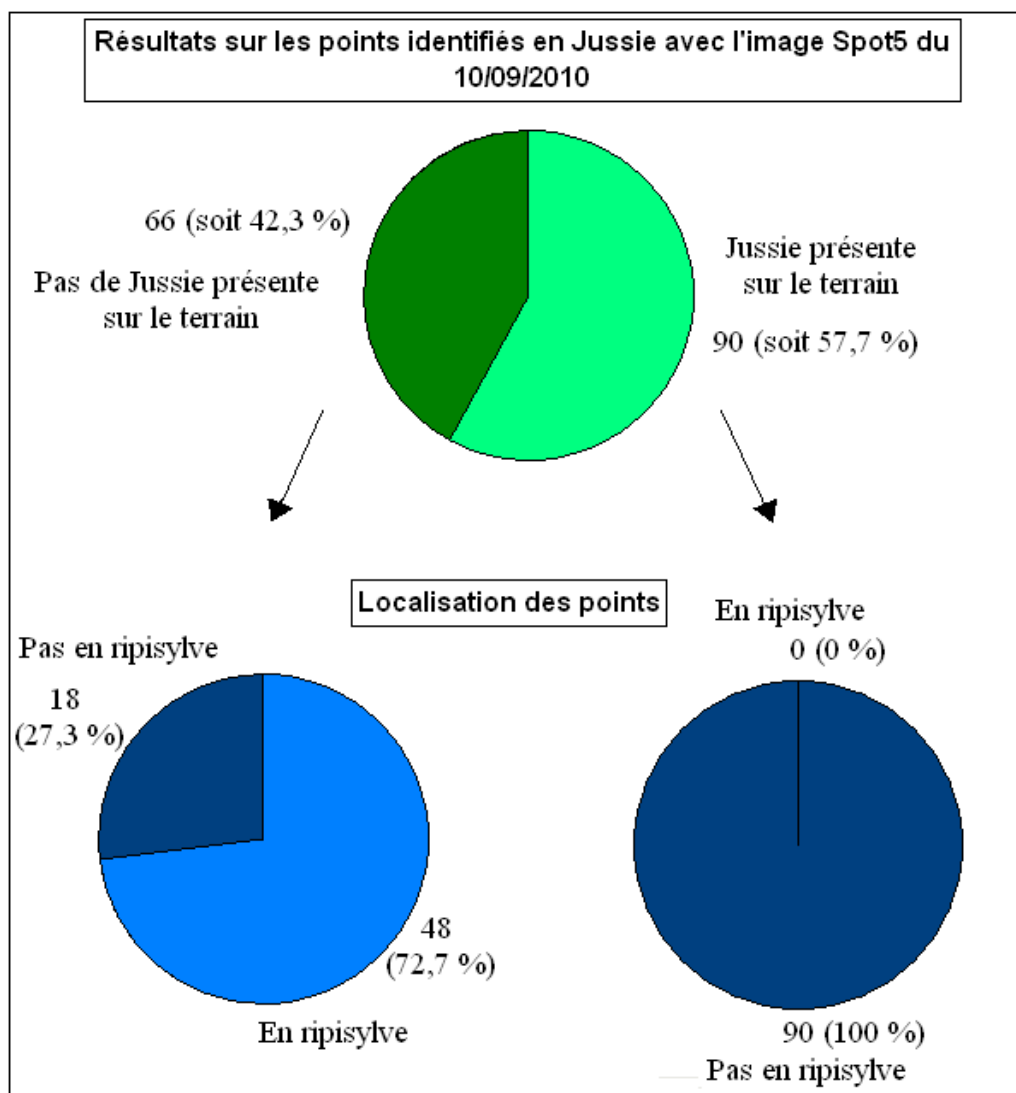 Résultats sur les points identifiés en Jussie avec l'image Spot5 du
10/09/2010
66 (soit 42,3 %)
Pas de Jussie présente
sur le terrain
Jussie présente
sur le terrain
90 (soit 57,7 %)
Localisation des points
Pas en ripisylve
18
(27,3 %)
48
(72,7 %)
En ripisylve
En ripisylve
0 (0 %)
90 (100 %)
Pas en ripisylve